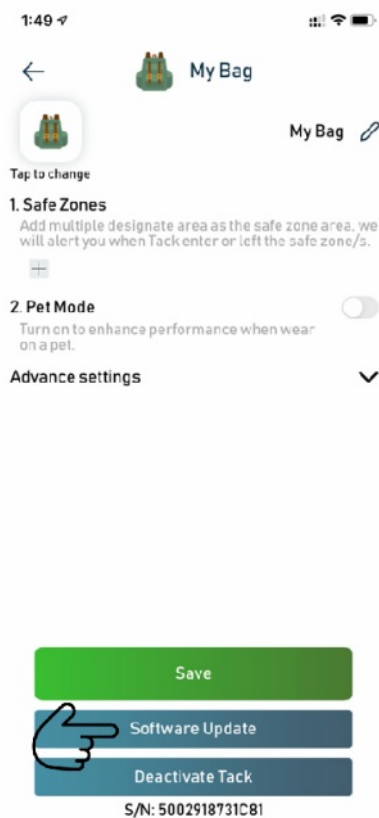 1:49
My Bag
My Bag
Tap to change
1. Safe Zones
Add multiple designate area as the safe zone area. we
will alert you when Tack enter or left the safe zone/s.
2. Pet Mode
Turn on to enhance performance when wear
on a pet.
Advance settings
Save
Software Update
Deactivate Tack
S/N: 5002918731C81